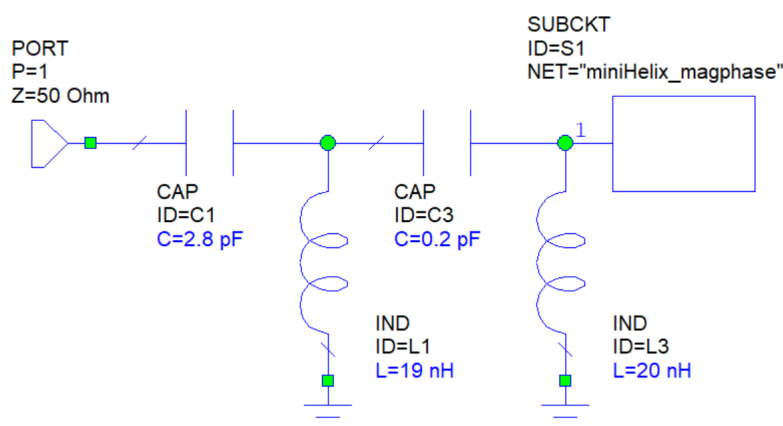 SUBCKT
ID=S1
NET="miniHelix_magphase"
PORT
P=1
Z=50 Ohm
1
CAP
ID=C1
C=2.8 pF
CAP
ID=C3
C=0.2 pF
IND
ID=L1
L=19 nH
IND
ID=L3
L=20 nH